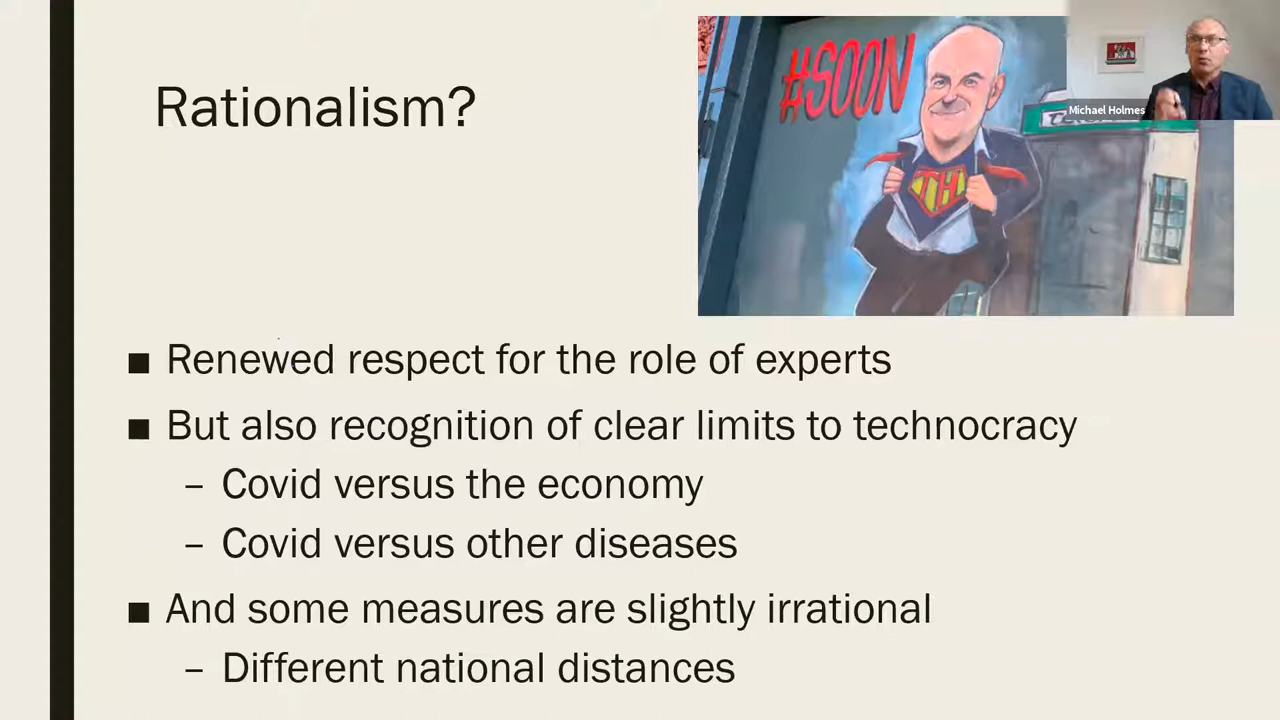 Rationalism?
#SOON
TH
Michael Holmes
■ Renewed respect for the role of experts
■ But also recognition of clear limits to technocracy
– Covid versus the economy
– Covid versus other diseases
■ And some measures are slightly irrational
– Different national distances